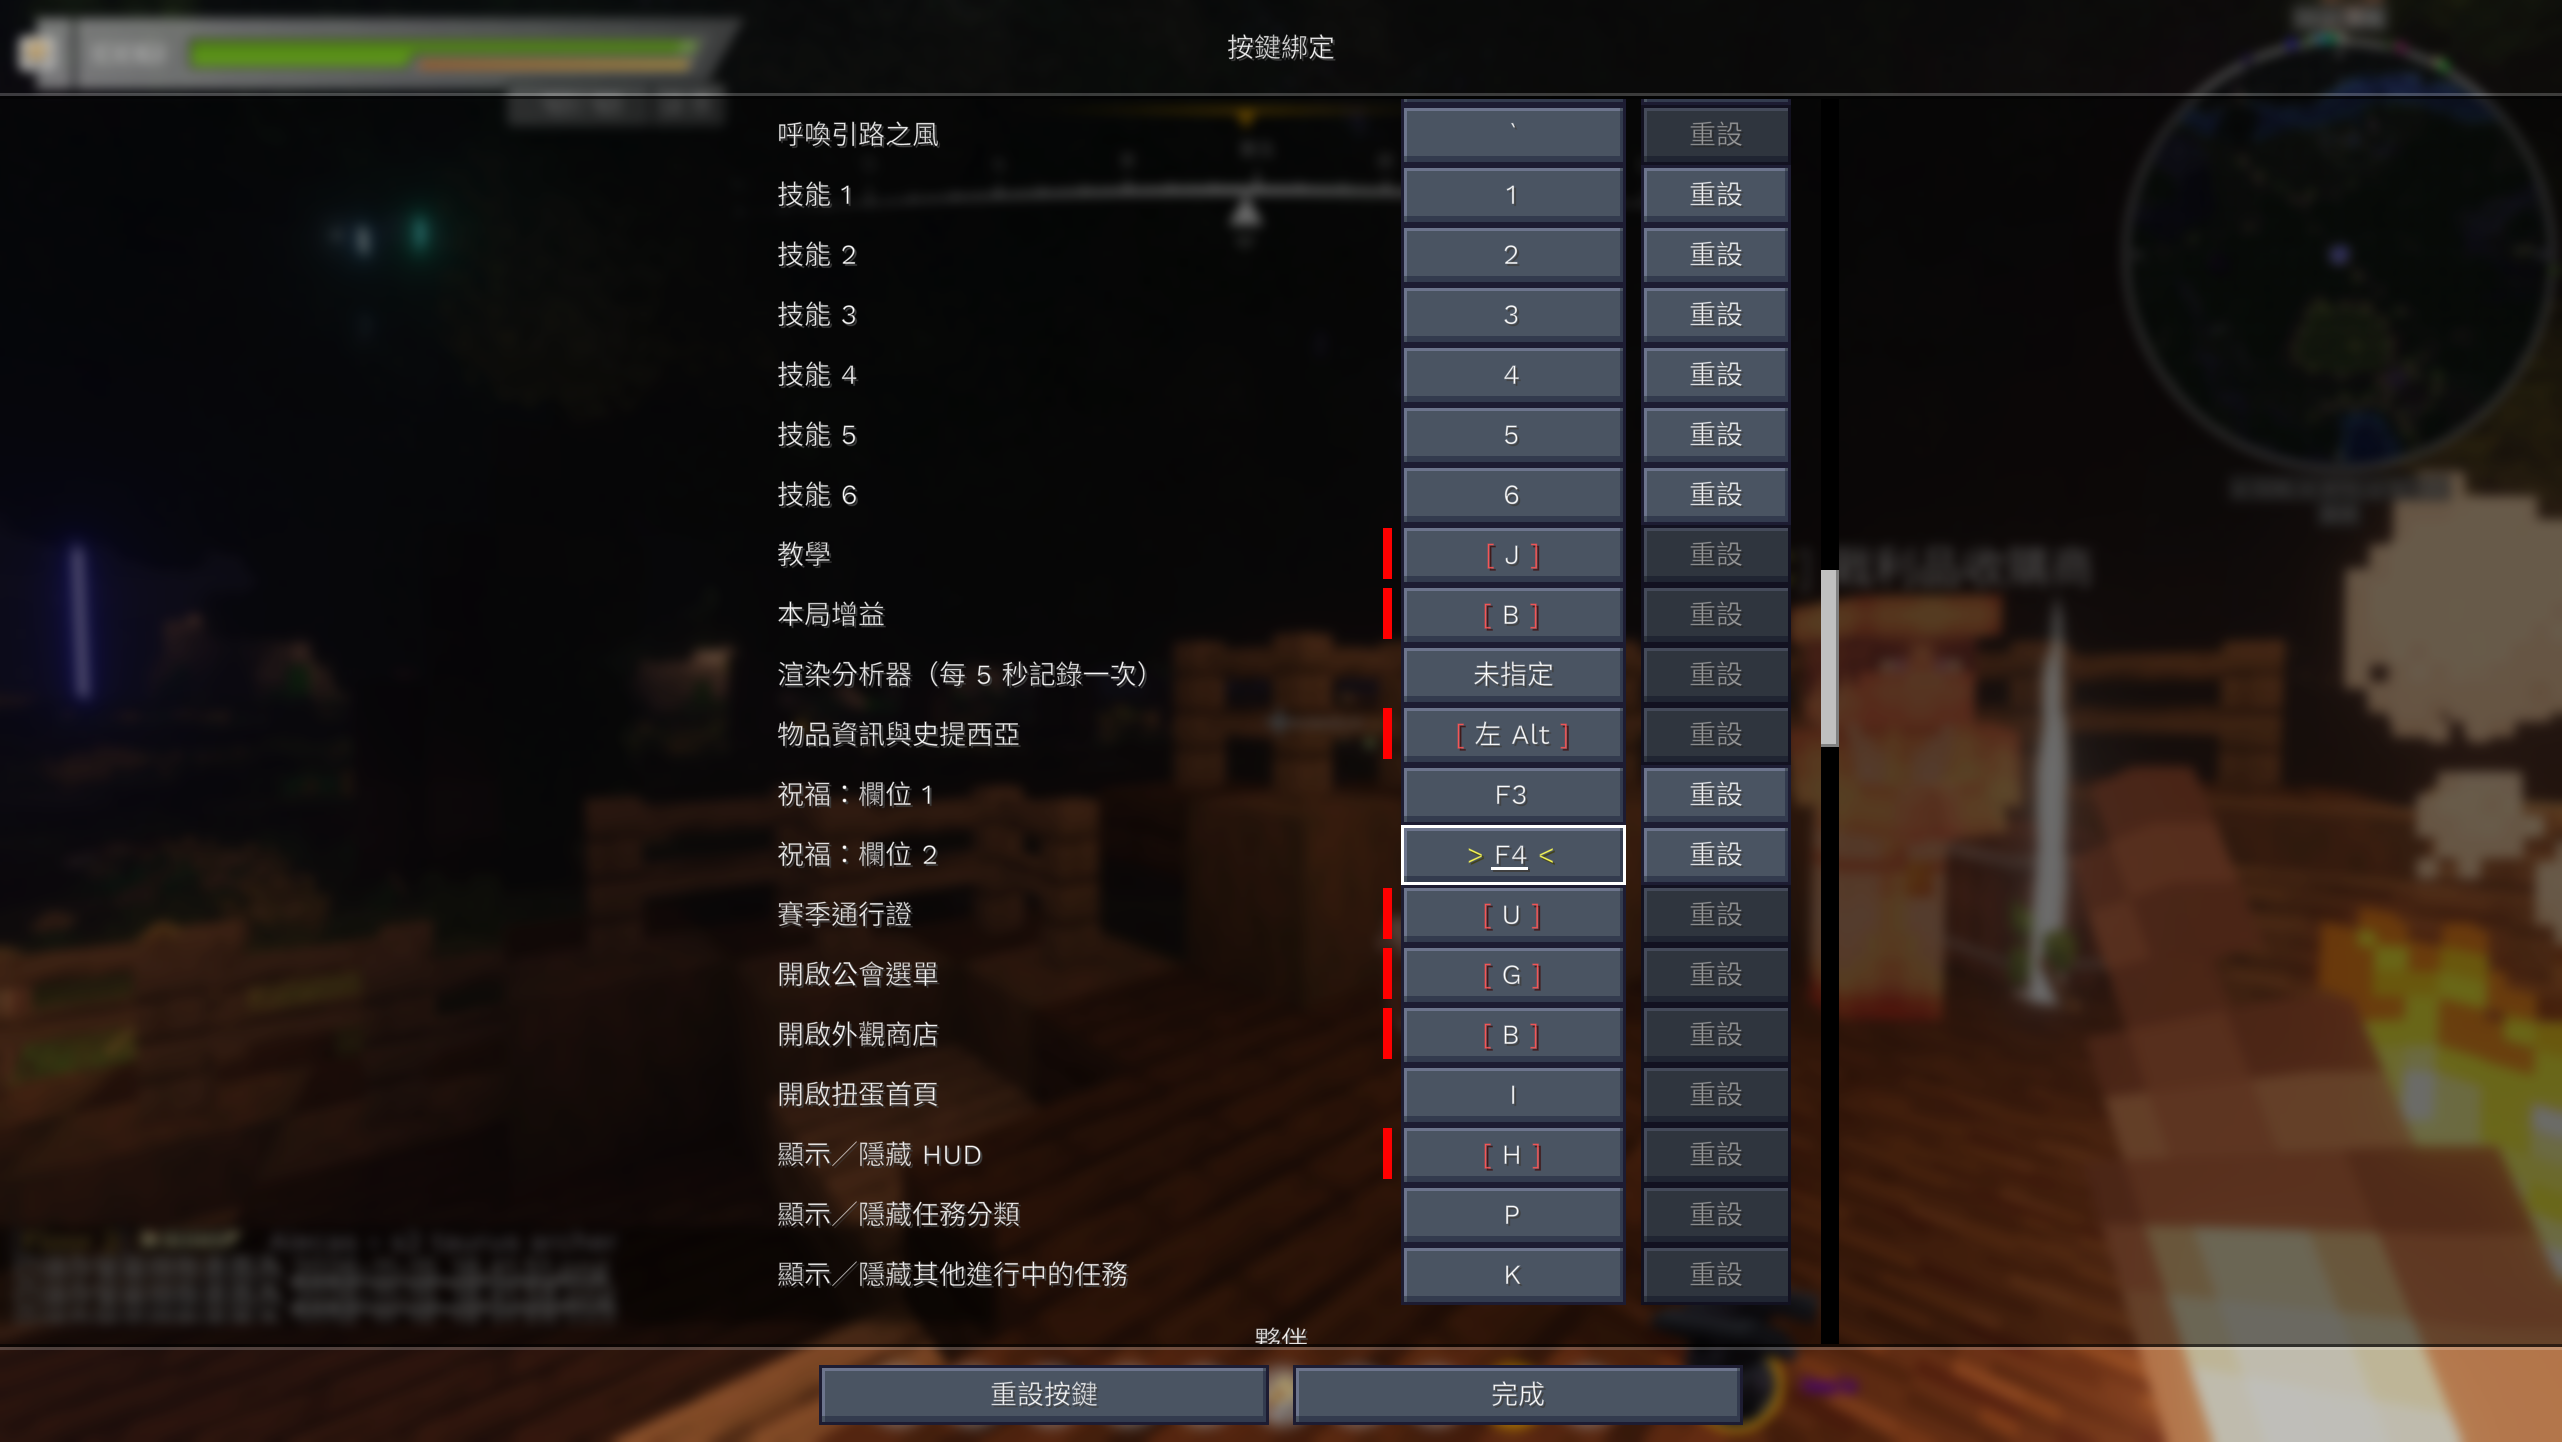 按鍵綁定
呼喚引路之風 ` 重設
技能 1 1 重設
技能 2 2 重設
技能 3 3 重設
技能 4 4 重設
技能 5 5 重設
技能 6 6 重設
教學 [ J ] 重設
本局增益 [ B ] 重設
渲染分析器（每 5 秒記錄一次） 未指定 重設
物品資訊與史提西亞 [ 左 Alt ] 重設
祝福：欄位 1 F3 重設
祝福：欄位 2 > F4 < 重設
賽季通行證 [ U ] 重設
開啟公會選單 [ G ] 重設
開啟外觀商店 [ B ] 重設
開啟扭蛋首頁 I 重設
顯示／隱藏 HUD [ H ] 重設
顯示／隱藏任務分類 P 重設
顯示／隱藏其他進行中的任務 K 重設
夥伴
重設按鍵 完成